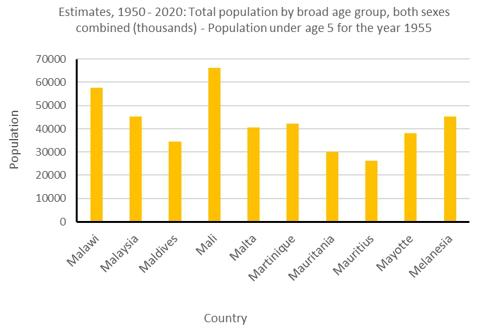 Estimates, 1950 - 2020: Total population by broad age group, both sexes
combined (thousands) - Population under age 5 for the year 1955
70000
60000
50000
40000
30000
20000
10000
0
Population
Malawi
Malaysia
Maldives
Mali
Malta
Martinique
Mauritania
Mauritius
Mayotte
Melanesia
Country